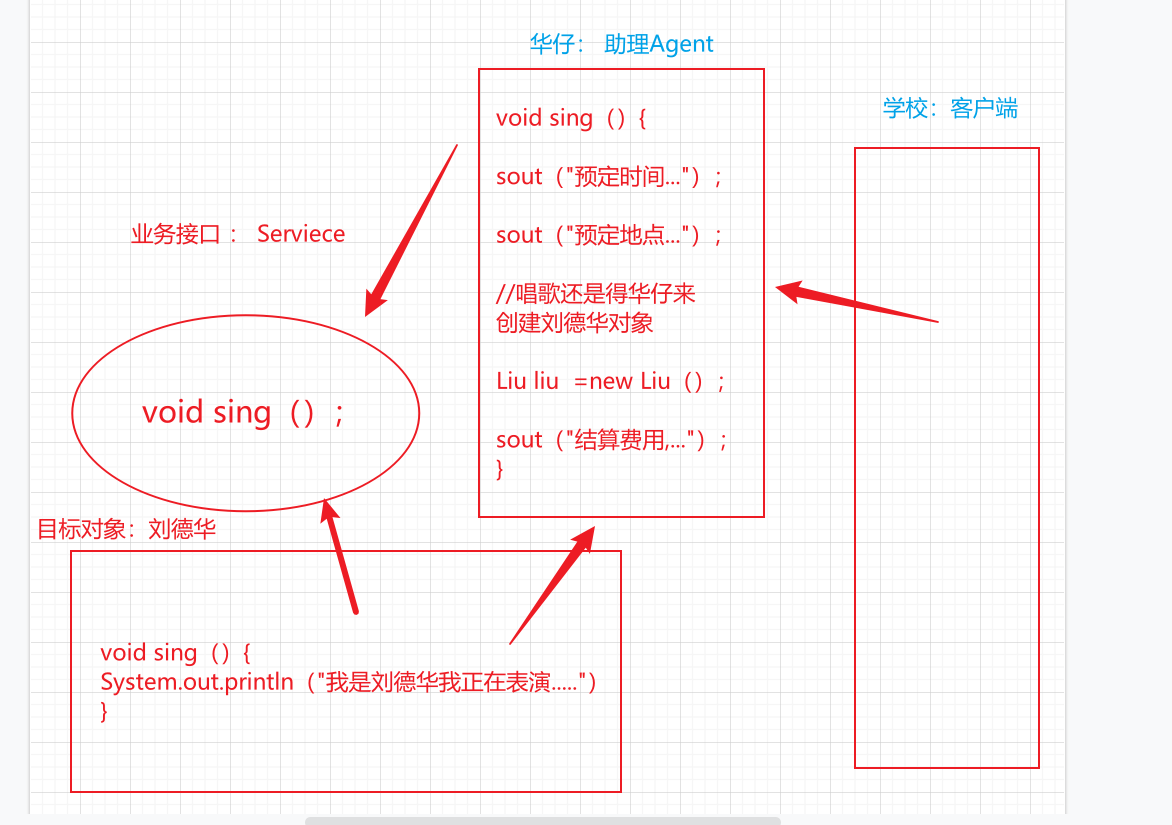 华仔： 助理Agent
学校：客户端
void sing（）{
sout（"预定时间..."）;
sout（"预定地点..."）;
//唱歌还是得华仔来
创建刘德华对象
Liu liu  =new Liu（）;
sout（"结算费用,..."）;
}
业务接口 ： Serviece
void sing（）;
目标对象：刘德华
void sing（）{
System.out.println（"我是刘德华我正在表演....."）
}